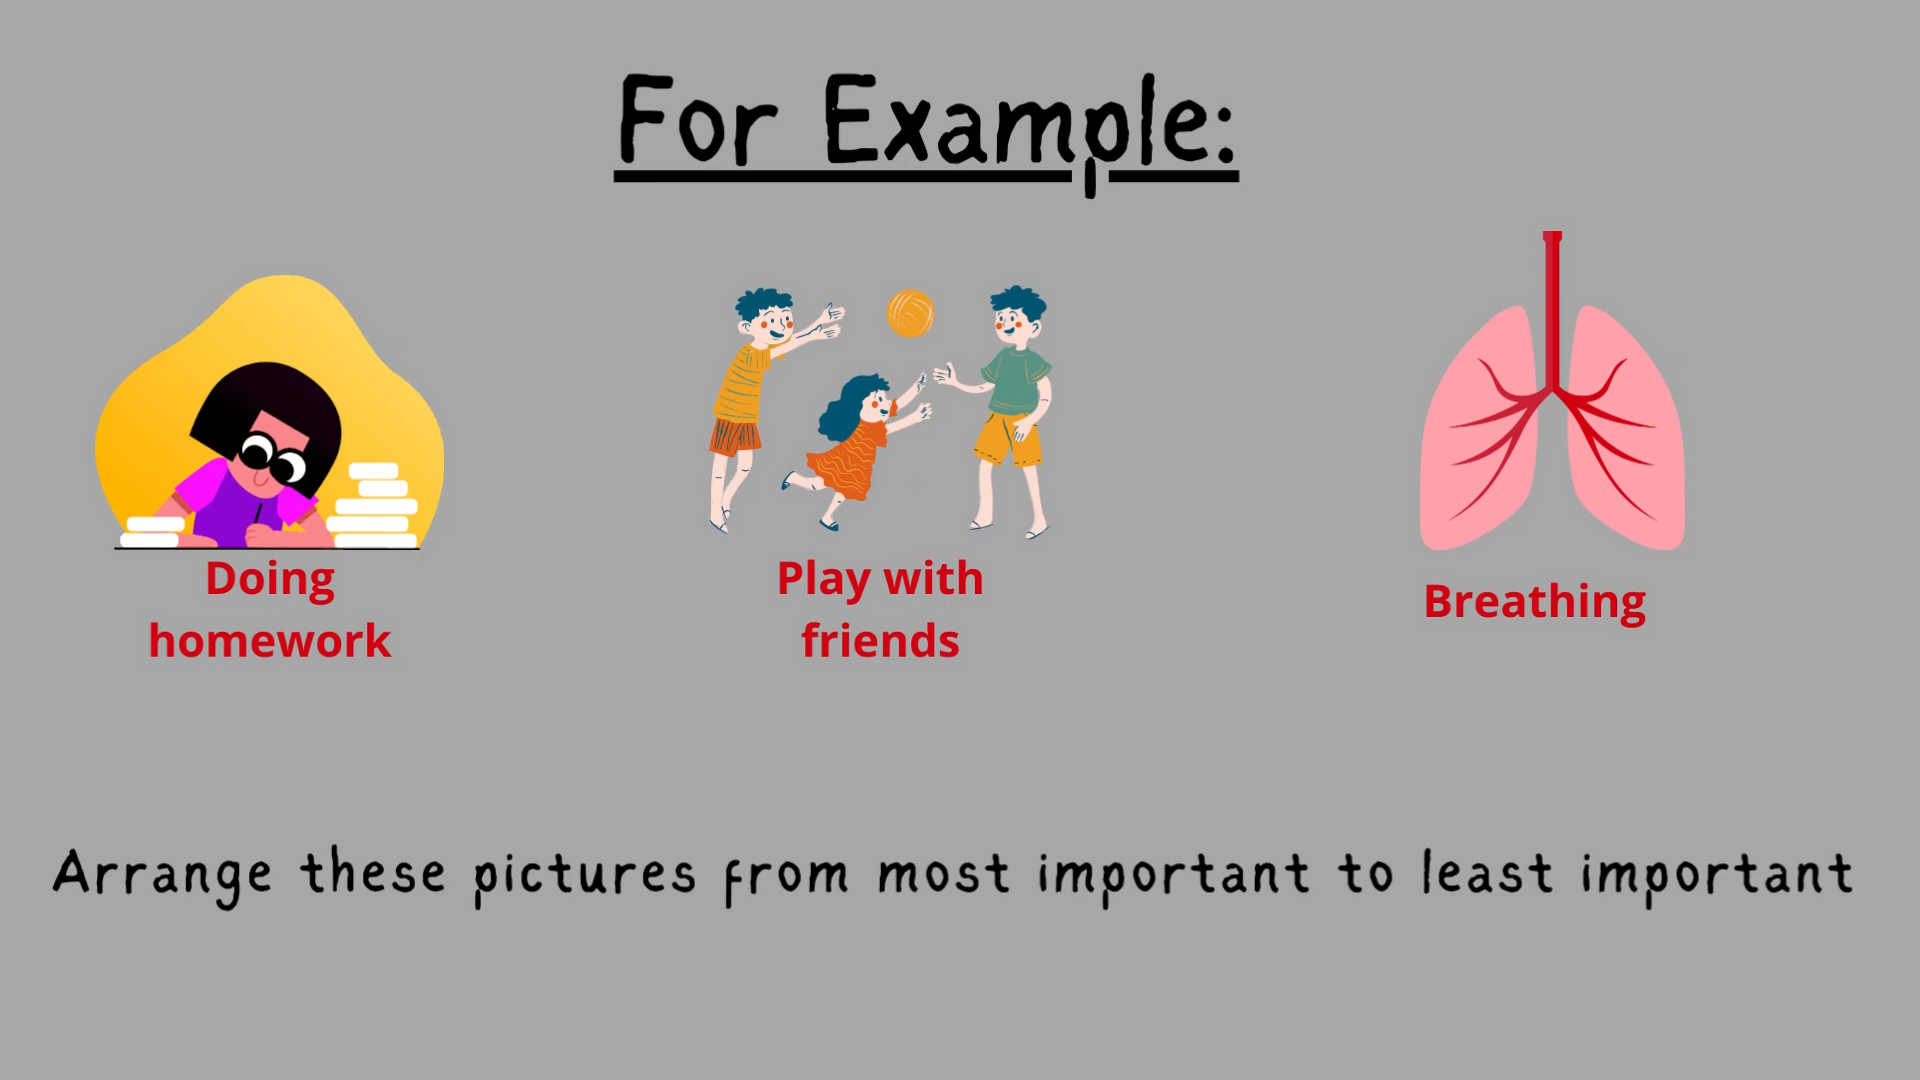 For Example:
Doing
homework
Play with
friends
Breathing
Arrange these pictures from most important to least important